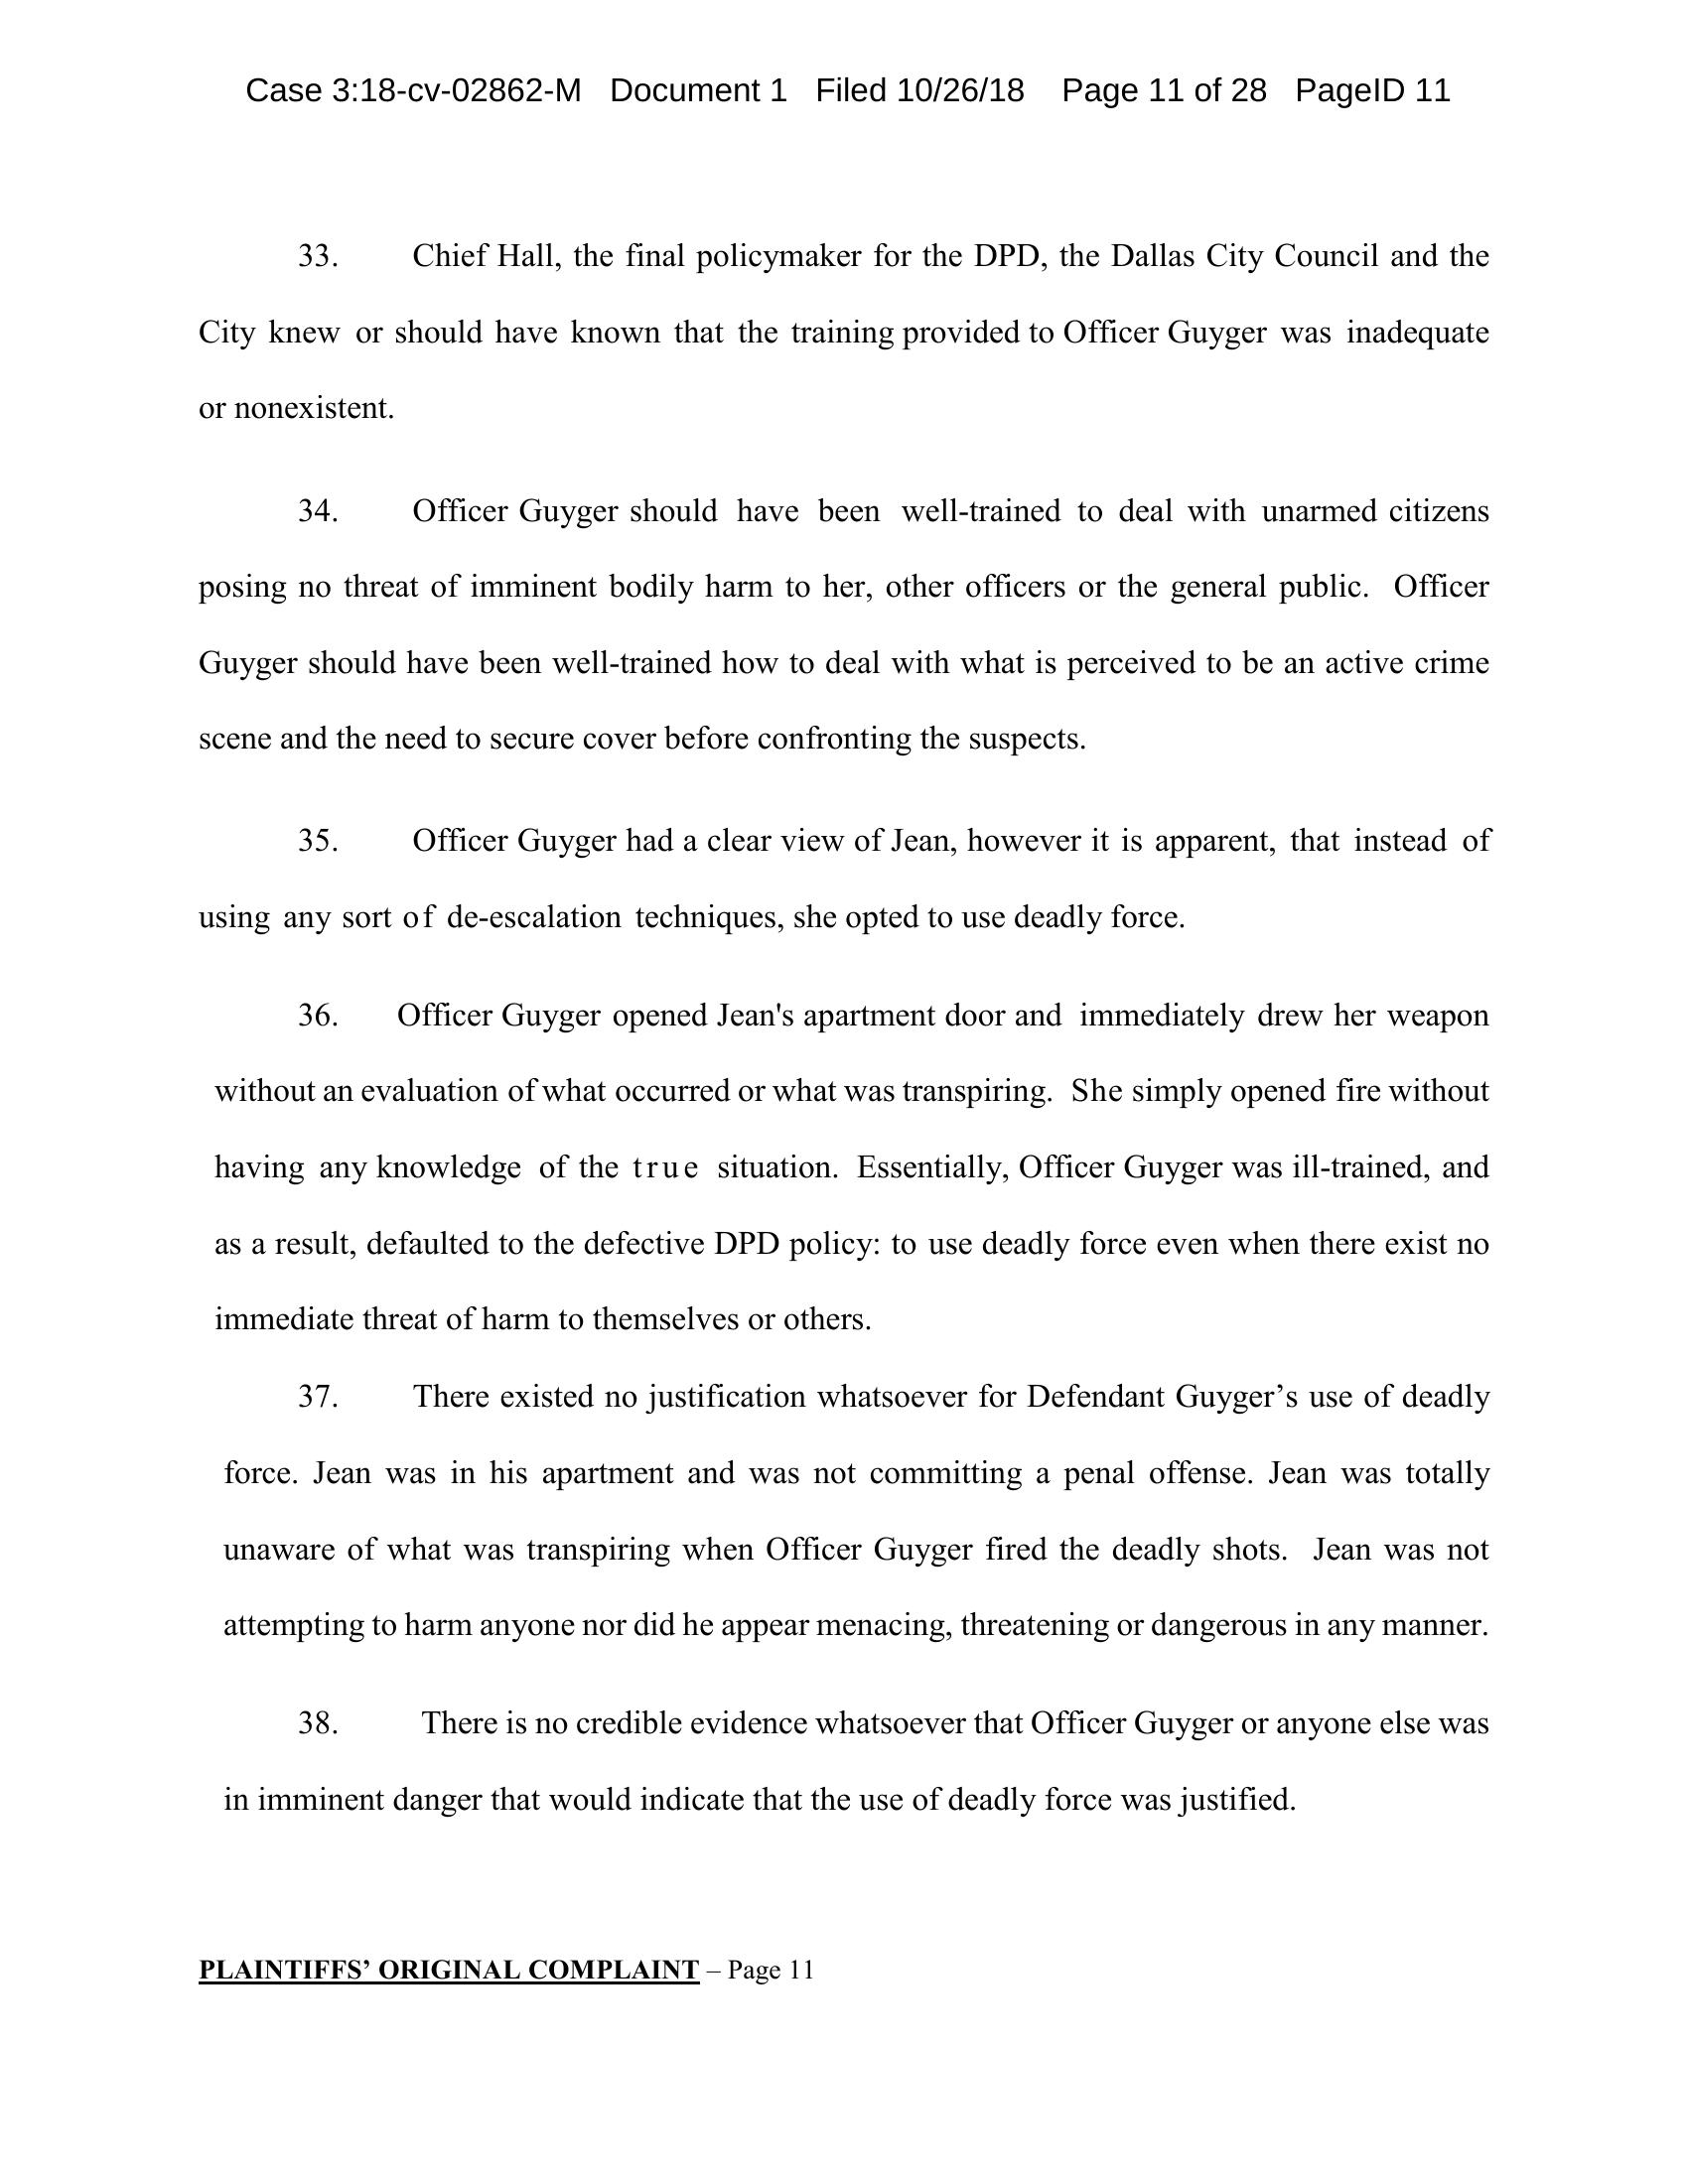 Case 3:18-cv-02862-M Document 1 Filed 10/26/18 Page 11 of 28 PageID 11
33. Chief Hall, the final policymaker for the DPD, the Dallas City Council and the
City knew or should have known that the training provided to Officer Guyger was inadequate
or nonexistent.
34. Officer Guyger should have been well-trained to deal with unarmed citizens
posing no threat of imminent bodily harm to her, other officers or the general public. Officer
Guyger should have been well-trained how to deal with what is perceived to be an active crime
scene and the need to secure cover before confronting the suspects.
35. Officer Guyger had a clear view of Jean, however it is apparent, that instead of
using any sort of de-escalation techniques, she opted to use deadly force.
36. Officer Guyger opened Jean's apartment door and immediately drew her weapon
without an evaluation of what occurred or what was transpiring. She simply opened fire without
having any knowledge of the true situation. Essentially, Officer Guyger was ill-trained, and
as a result, defaulted to the defective DPD policy: to use deadly force even when there exist no
immediate threat of harm to themselves or others.
37. There existed no justification whatsoever for Defendant Guyger’s use of deadly
force. Jean was in his apartment and was not committing a penal offense. Jean was totally
unaware of what was transpiring when Officer Guyger fired the deadly shots. Jean was not
attempting to harm anyone nor did he appear menacing, threatening or dangerous in any manner.
38. There is no credible evidence whatsoever that Officer Guyger or anyone else was
in imminent danger that would indicate that the use of deadly force was justified.
PLAINTIFFS’ ORIGINAL COMPLAINT – Page 11